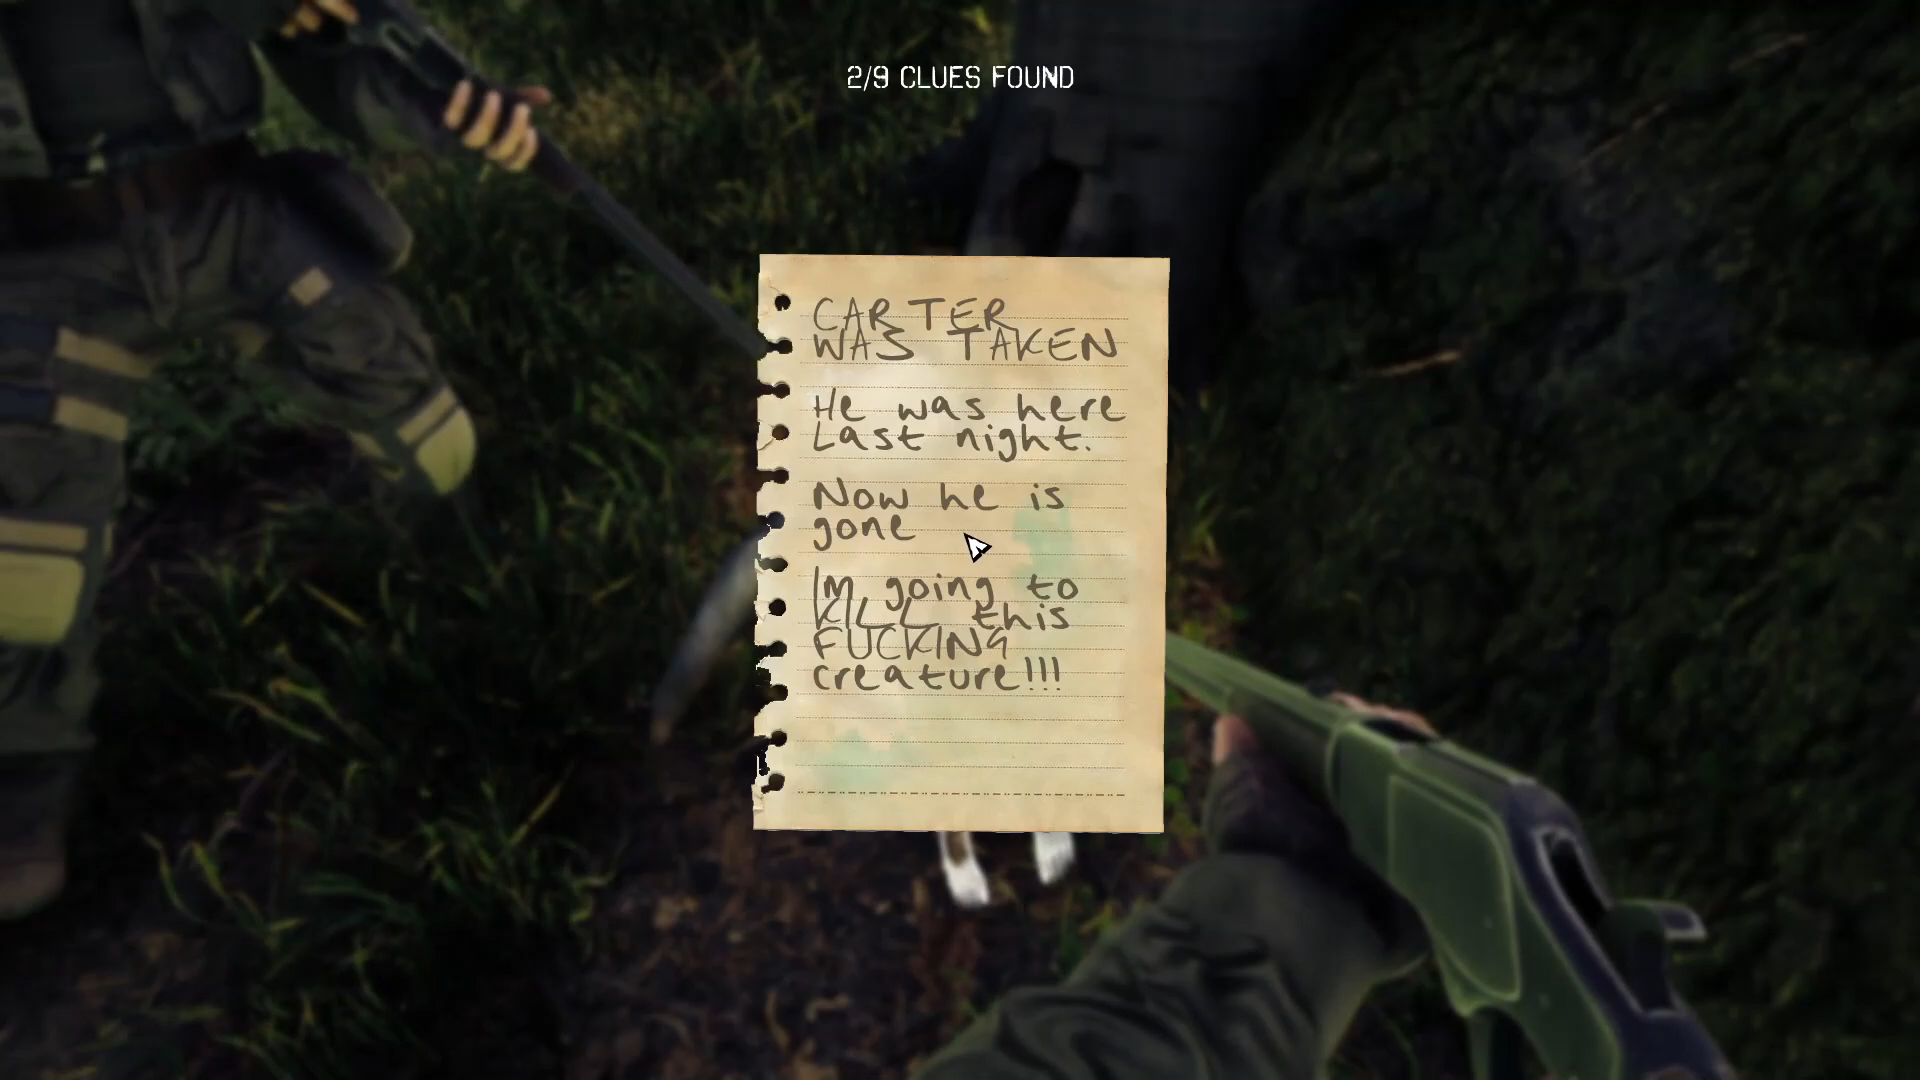 2/9 CLUES FOUND
CARTER
WAS TAKEN
He was here
Last night.
Now he is
gone
Im going to
KILL this
FUCKING
creature!!!